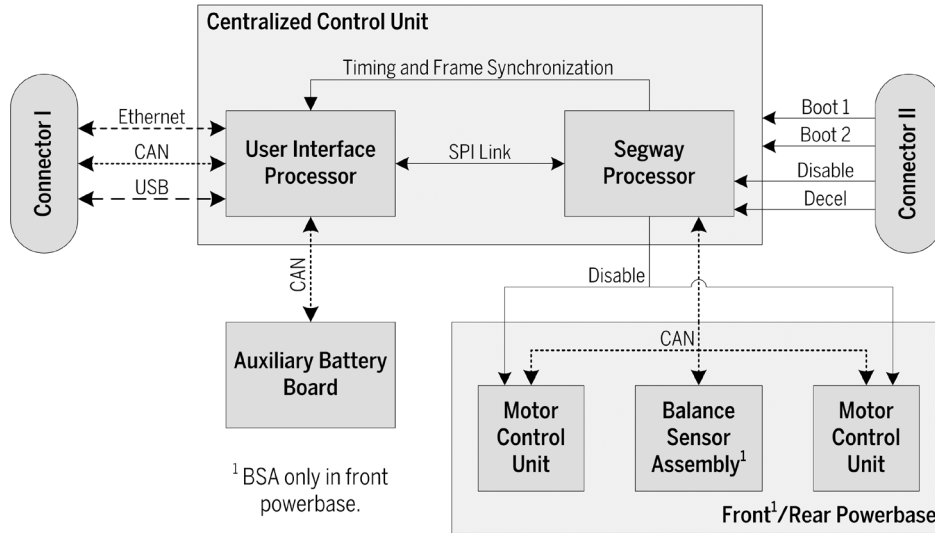 Centralized Control Unit
Timing and Frame Synchronization
Connector I
Ethernet
CAN
USB
User Interface
Processor
SPI Link
Segway
Processor
Boot 1
Boot 2
Disable
Decel
Connector II
CAN
Disable
Auxiliary Battery
Board
CAN
Motor
Control
Unit
Balance
Sensor
Assembly¹
Motor
Control
Unit
¹ BSA only in front
powerbase.
Front¹/Rear Powerbase